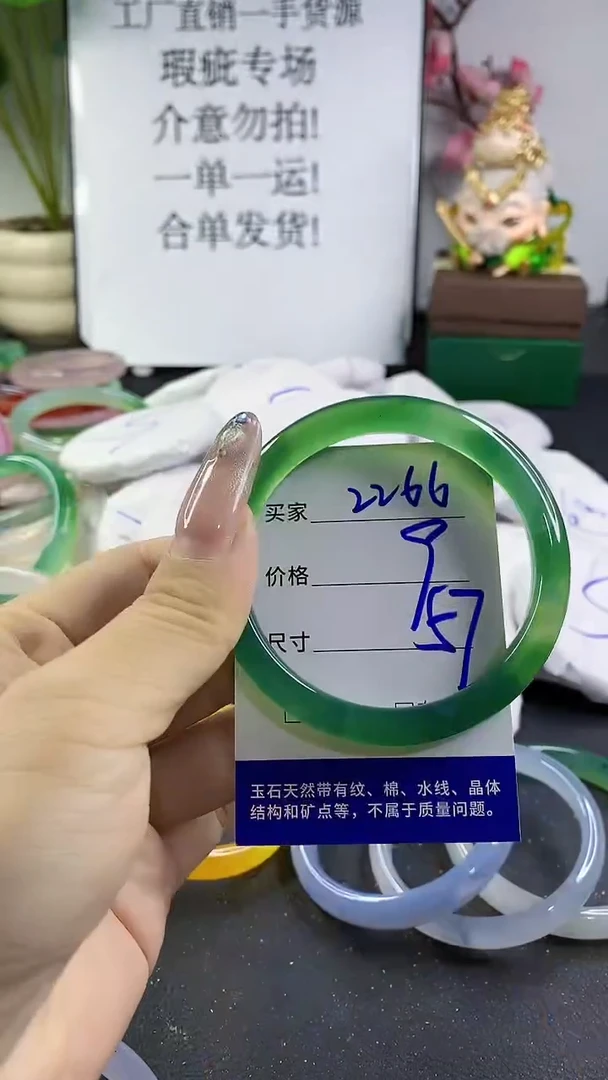 工厂直销一手货源
瑕疵专场
介意勿拍!
一单一运!
合单发货!
买家 2266
价格 9
尺寸 57
玉石天然带有纹、棉、水线、晶体
结构和矿点等，不属于质量问题。